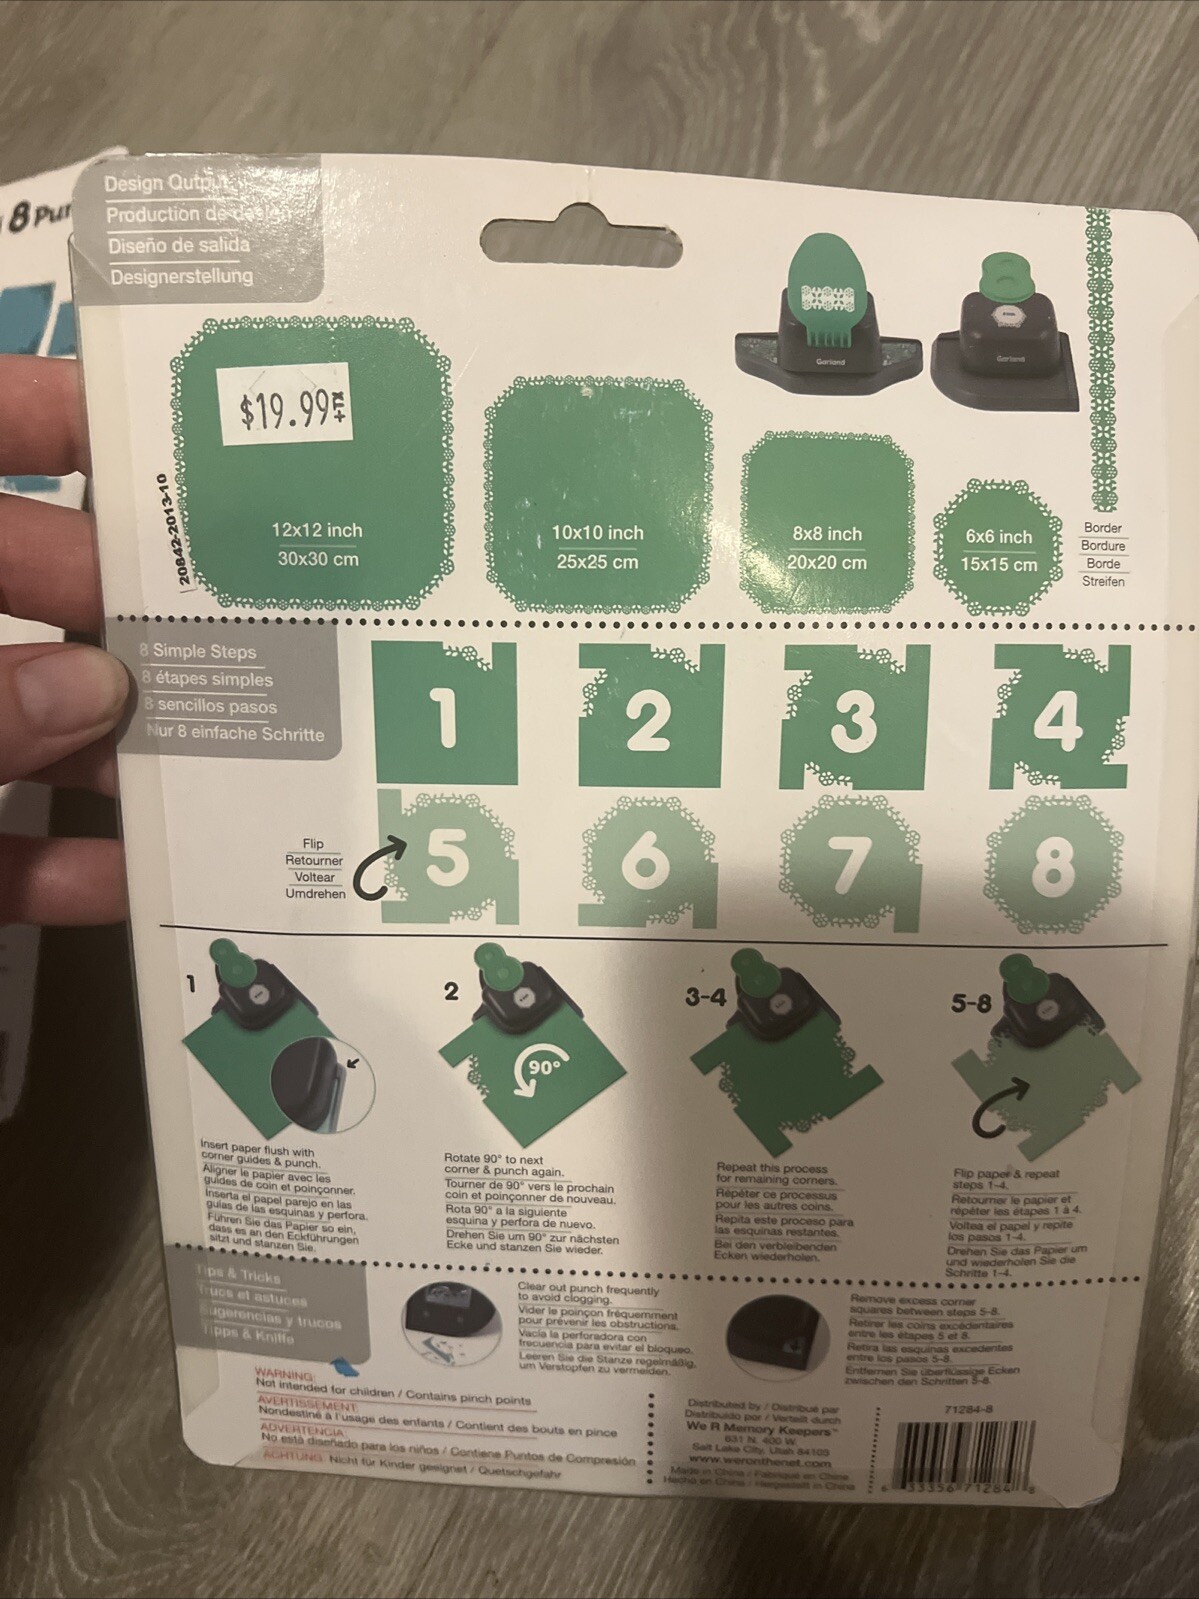 8 Pun
Design Output
Production de design
Diseño de salida
Designerstellung
Garland
Garland
$19.99
+TX
20842-2013-10
12x12 inch
30x30 cm
10x10 inch
25x25 cm
8x8 inch
20x20 cm
6x6 inch
15x15 cm
Border
Bordure
Borde
Streifen
8 Simple Steps
8 étapes simples
8 sencillos pasos
Nur 8 einfache Schritte
1
2
3
4
Flip
Retourner
Voltear
Umdrehen
5
6
7
8
1
Insert paper flush with
corner guides & punch.
Aligner le papier avec les
guides de coin et poinçonner.
Inserta el papel parejo en las
guias de las esquinas y perfora.
Führen Sie das Papier so ein,
dass es an den Eckführungen
sitzt und stanzen Sie.
2
90°
Rotate 90° to next
corner & punch again.
Tourner de 90° vers le prochain
coin et poinçonner de nouveau.
Rota 90° a la siguiente
esquina y perfora de nuevo.
Drehen Sie um 90° zur nächsten
Ecke und stanzen Sie wieder.
3-4
Repeat this process
for remaining corners.
Répéter ce processus
pour les autres coins.
Repita este proceso para
las esquinas restantes.
Bei den verbleibenden
Ecken wiederholen.
5-8
Flip paper & repeat
steps 1-4.
Retourner le papier et
répéter les étapes 1 à 4.
Voltea el papel y repite
los pasos 1-4.
Drehen Sie das Papier um
und wiederholen Sie die
Schritte 1-4.
Tips & Tricks
Trucs et astuces
Sugerencias y trucos
Tipps & Kniffe
Clear out punch frequently
to avoid clogging.
Vider le poinçon fréquemment
pour prévenir les obstructions.
Vacía la perforadora con
frecuencia para evitar el bloqueo.
Leeren Sie die Stanze regelmäßig,
um Verstopfen zu vermeiden.
Remove excess corner
squares between steps 5-8.
Retirer les coins excédentaires
entre les étapes 5 et 8.
Retira las esquinas excedentes
entre los pasos 5-8.
Entfernen Sie überflüssige Ecken
zwischen den Schritten 5-8.
WARNING:
Not intended for children / Contains pinch points
AVERTISSEMENT:
Nondestiné à l'usage des enfants / Contient des bouts en pince
ADVERTENCIA:
No está diseñado para los niños / Contiene Puntos de Compresión
ACHTUNG: Nicht für Kinder geeignet / Quetschgefahr
Distributed by / Distribué par
Distribuido por / Verteilt durch
We R Memory Keepers™
631 N. 400 W.
Salt Lake City, Utah 84103
www.weronthenet.com
Made in China / Fabriqué en Chine
Hecho en China / Hergestellt in China
71284-8
6 33356 71284 8